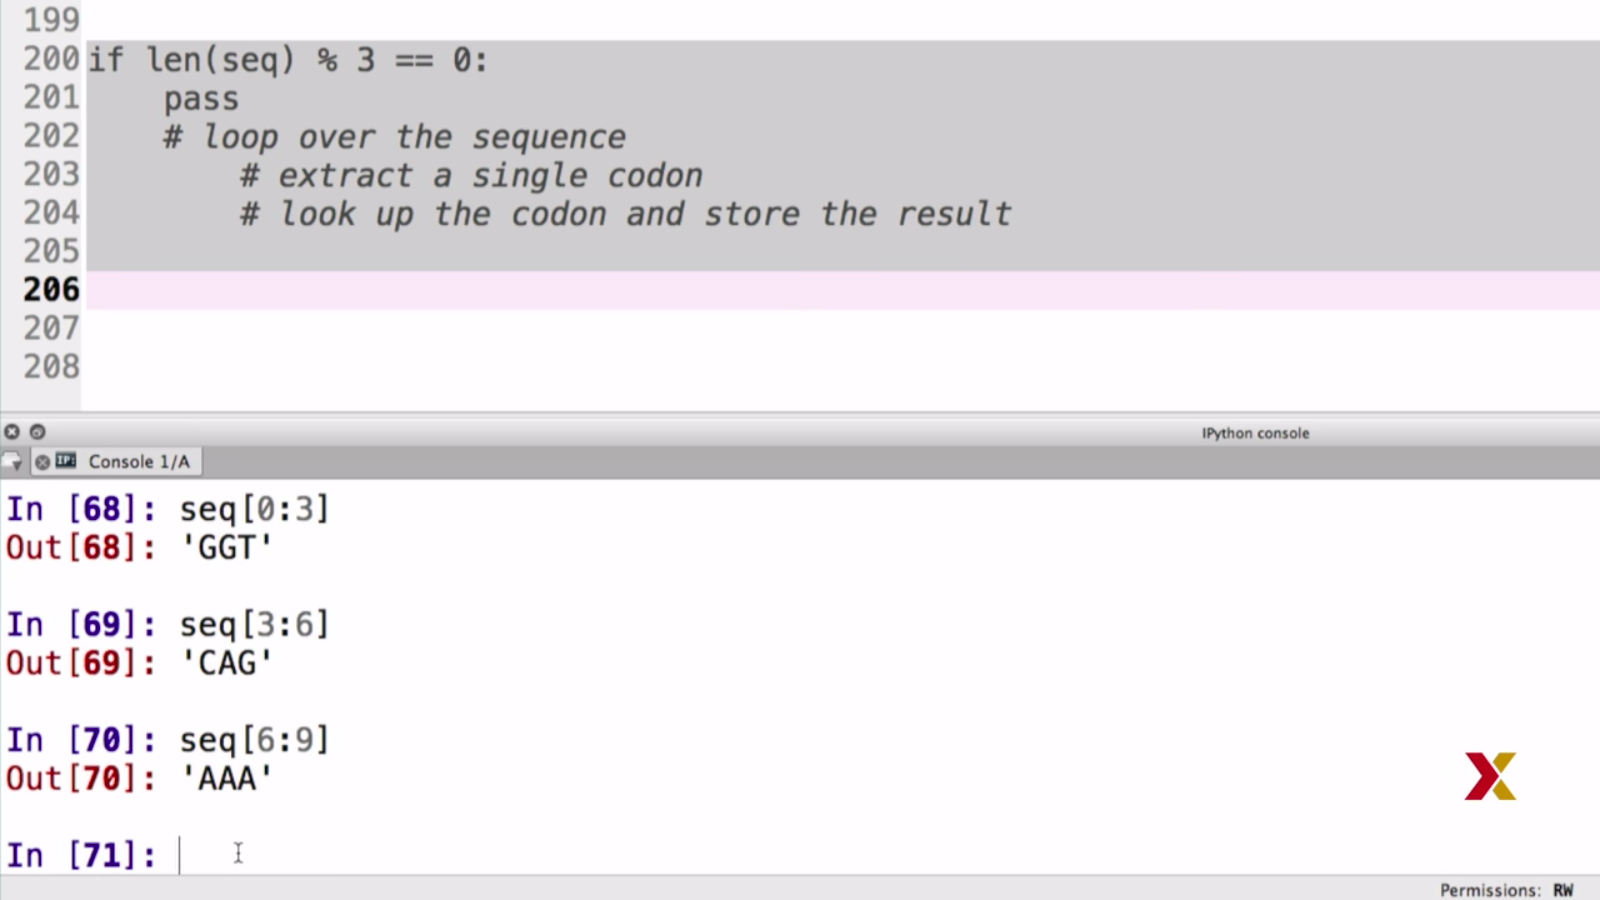 199
200 if len(seq) % 3 == 0:
201     pass
202     # loop over the sequence
203         # extract a single codon
204         # look up the codon and store the result
205
206
207
208
IPython console
IP: Console 1/A
In [68]: seq[0:3]
Out[68]: 'GGT'
In [69]: seq[3:6]
Out[69]: 'CAG'
In [70]: seq[6:9]
Out[70]: 'AAA'
In [71]:
Permissions: RW